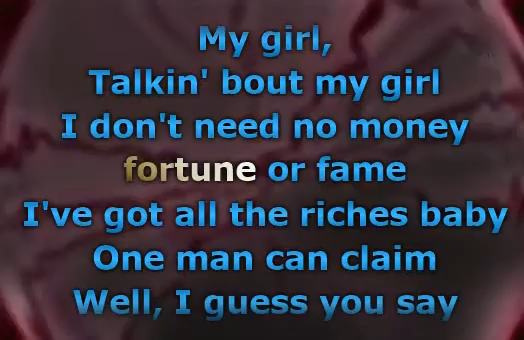 My girl,
Talkin' bout my girl
I don't need no money
fortune or fame
I've got all the riches baby
One man can claim
Well, I guess you say